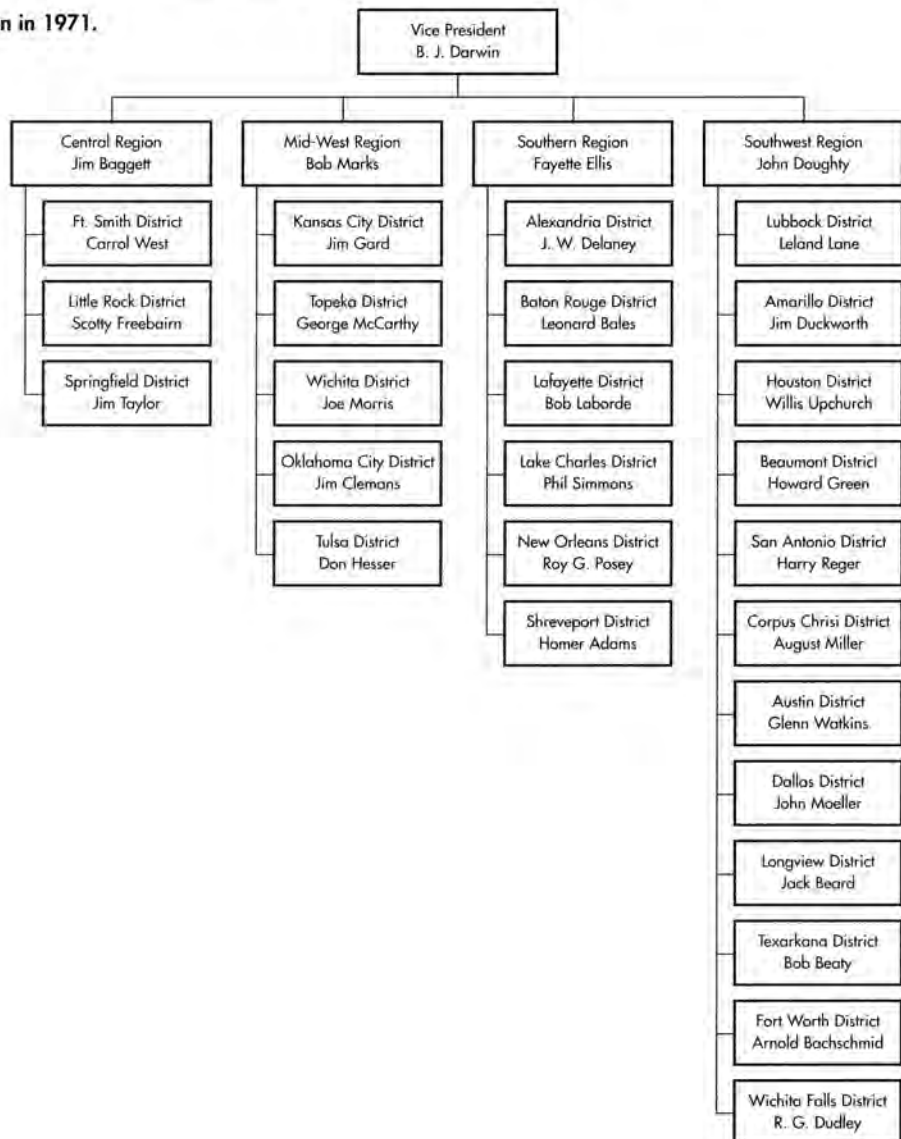 n in 1971.
Vice President
B. J. Darwin
Central Region
Jim Baggett
Ft. Smith District
Carrol West
Little Rock District
Scotty Freebairn
Springfield District
Jim Taylor
Mid-West Region
Bob Marks
Kansas City District
Jim Gard
Topeka District
George McCarthy
Wichita District
Joe Morris
Oklahoma City District
Jim Clemans
Tulsa District
Don Hesser
Southern Region
Fayette Ellis
Alexandria District
J. W. Delaney
Baton Rouge District
Leonard Bales
Lafayette District
Bob Laborde
Lake Charles District
Phil Simmons
New Orleans District
Roy G. Posey
Shreveport District
Homer Adams
Southwest Region
John Doughty
Lubbock District
Leland Lane
Amarillo District
Jim Duckworth
Houston District
Willis Upchurch
Beaumont District
Howard Green
San Antonio District
Harry Reger
Corpus Chrisi District
August Miller
Austin District
Glenn Watkins
Dallas District
John Moeller
Longview District
Jack Beard
Texarkana District
Bob Beaty
Fort Worth District
Arnold Bachschmid
Wichita Falls District
R. G. Dudley